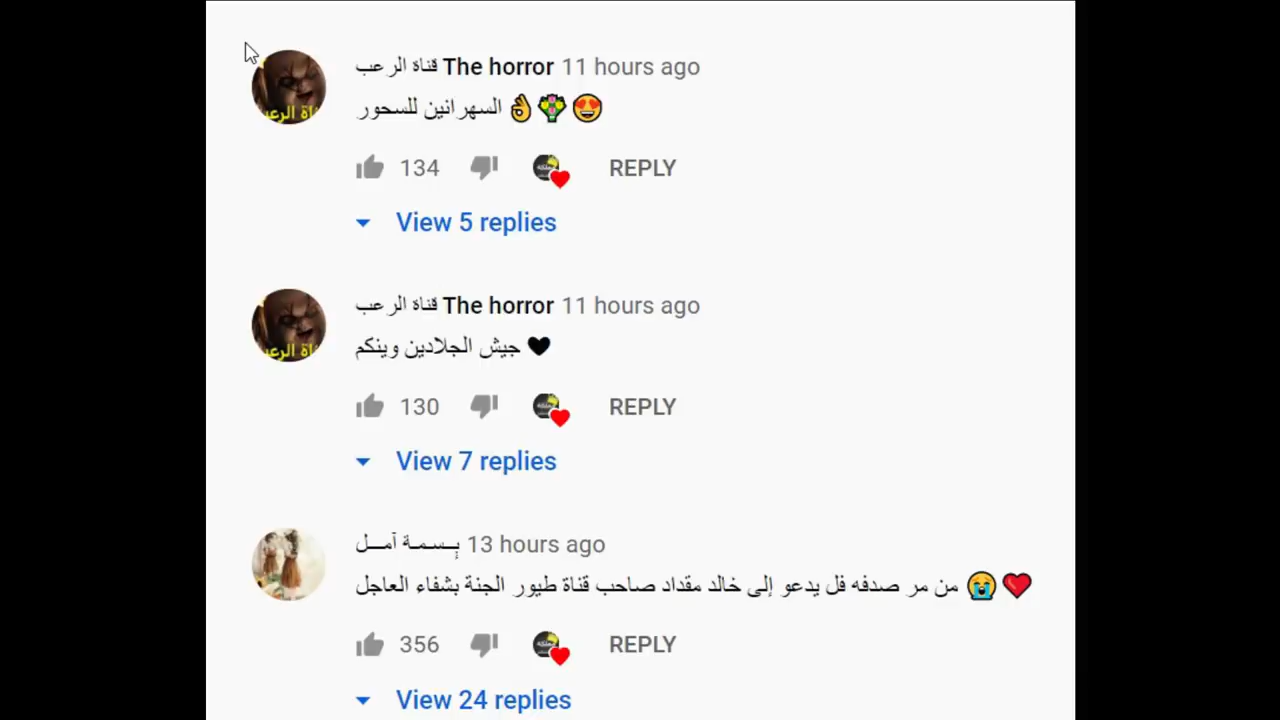 قناة الرعب The horror 11 hours ago
السهرانين للسحور 👌💐😍
134 REPLY
View 5 replies
قناة الرعب The horror 11 hours ago
جيش الجلادين وينكم 🖤
130 REPLY
View 7 replies
بإسمـة آمــل 13 hours ago
من مر صدفه فل يدعو إلى خالد مقداد صاحب قناة طيور الجنة بشفاء العاجل 😭❤
356 REPLY
View 24 replies